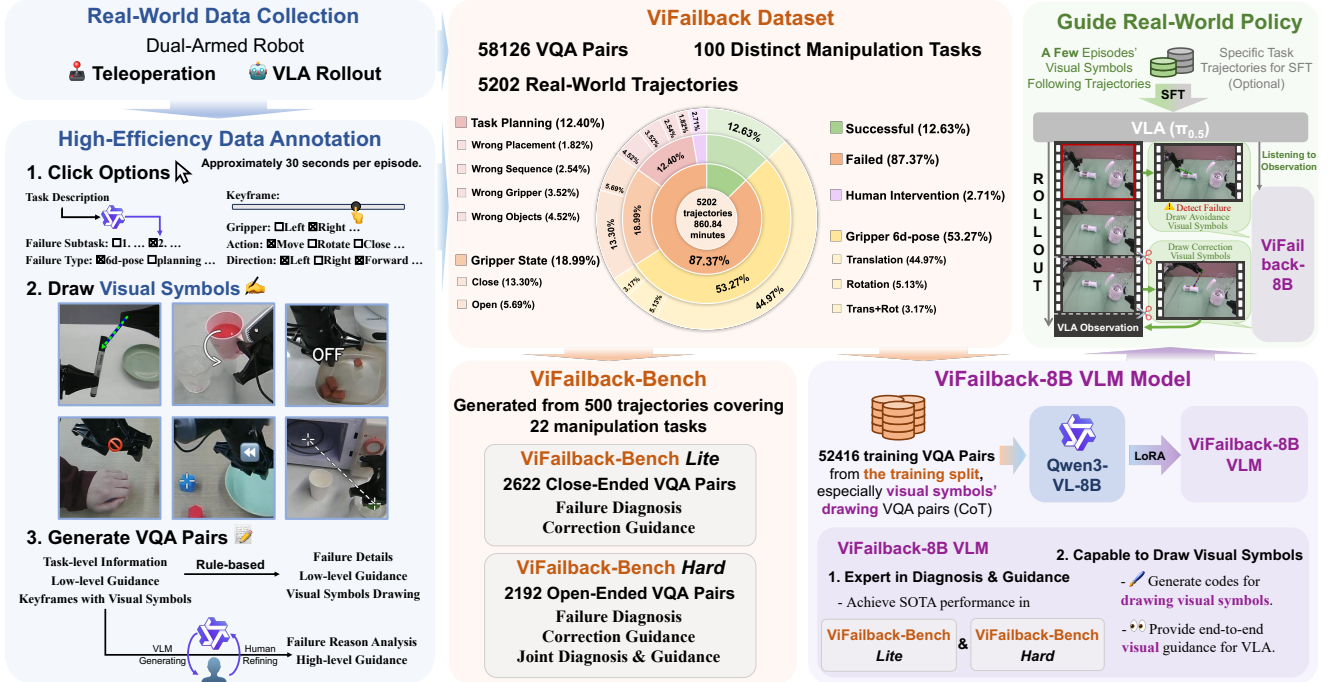 Real-World Data Collection
Dual-Armed Robot
Teleoperation
VLA Rollout
High-Efficiency Data Annotation
1. Click Options
Approximately 30 seconds per episode.
Task Description
Failure Subtask: 1. … 2. …
Failure Type: 6d-pose planning …
Keyframe:
Gripper: Left Right …
Action: Move Rotate Close …
Direction: Left Right Forward …
2. Draw Visual Symbols
OFF
3. Generate VQA Pairs
Task-level Information
Low-level Guidance
Keyframes with Visual Symbols
Rule-based
Failure Details
Low-level Guidance
Visual Symbols Drawing
VLM
Generating
Human
Refining
Failure Reason Analysis
High-level Guidance
ViFailback Dataset
58126 VQA Pairs
100 Distinct Manipulation Tasks
5202 Real-World Trajectories
Task Planning (12.40%)
Wrong Placement (1.82%)
Wrong Sequence (2.54%)
Wrong Gripper (3.52%)
Wrong Objects (4.52%)
Gripper State (18.99%)
Close (13.30%)
Open (5.69%)
5202
trajectories
860.84
minutes
87.37%
12.63%
53.27%
44.97%
5.13%
3.17%
18.99%
13.30%
5.69%
12.40%
4.52%
3.52%
2.54%
1.82%
2.71%
Successful (12.63%)
Failed (87.37%)
Human Intervention (2.71%)
Gripper 6d-pose (53.27%)
Translation (44.97%)
Rotation (5.13%)
Trans+Rot (3.17%)
Guide Real-World Policy
A Few Episodes'
Visual Symbols
Following Trajectories
Specific Task
Trajectories for SFT
(Optional)
SFT
VLA (π0.5)
ROLLOUT
Listening to
Observation
Detect Failure
Draw Avoidance
Visual Symbols
Draw Correction
Visual Symbols
VLA Observation
ViFail
back-
8B
ViFailback-Bench
Generated from 500 trajectories covering
22 manipulation tasks
ViFailback-Bench Lite
2622 Close-Ended VQA Pairs
Failure Diagnosis
Correction Guidance
ViFailback-Bench Hard
2192 Open-Ended VQA Pairs
Failure Diagnosis
Correction Guidance
Joint Diagnosis & Guidance
ViFailback-8B VLM Model
52416 training VQA Pairs
from the training split,
especially visual symbols'
drawing VQA pairs (CoT)
Qwen3-
VL-8B
LoRA
ViFailback-8B
VLM
ViFailback-8B VLM
1. Expert in Diagnosis & Guidance
- Achieve SOTA performance in
ViFailback-Bench
Lite
&
ViFailback-Bench
Hard
2. Capable to Draw Visual Symbols
- Generate codes for
drawing visual symbols.
- Provide end-to-end
visual guidance for VLA.